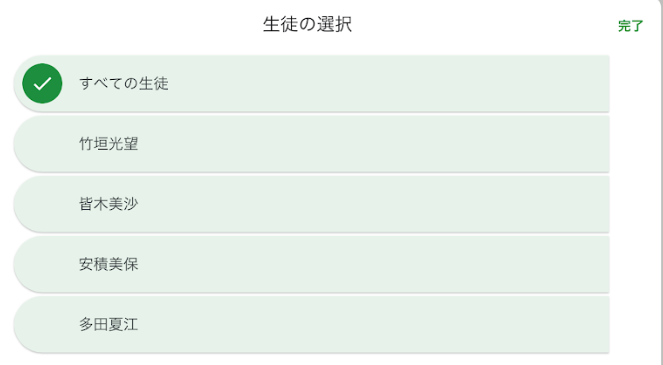 生徒の選択
完了
すべての生徒
竹垣光望
皆木美沙
安積美保
多田夏江